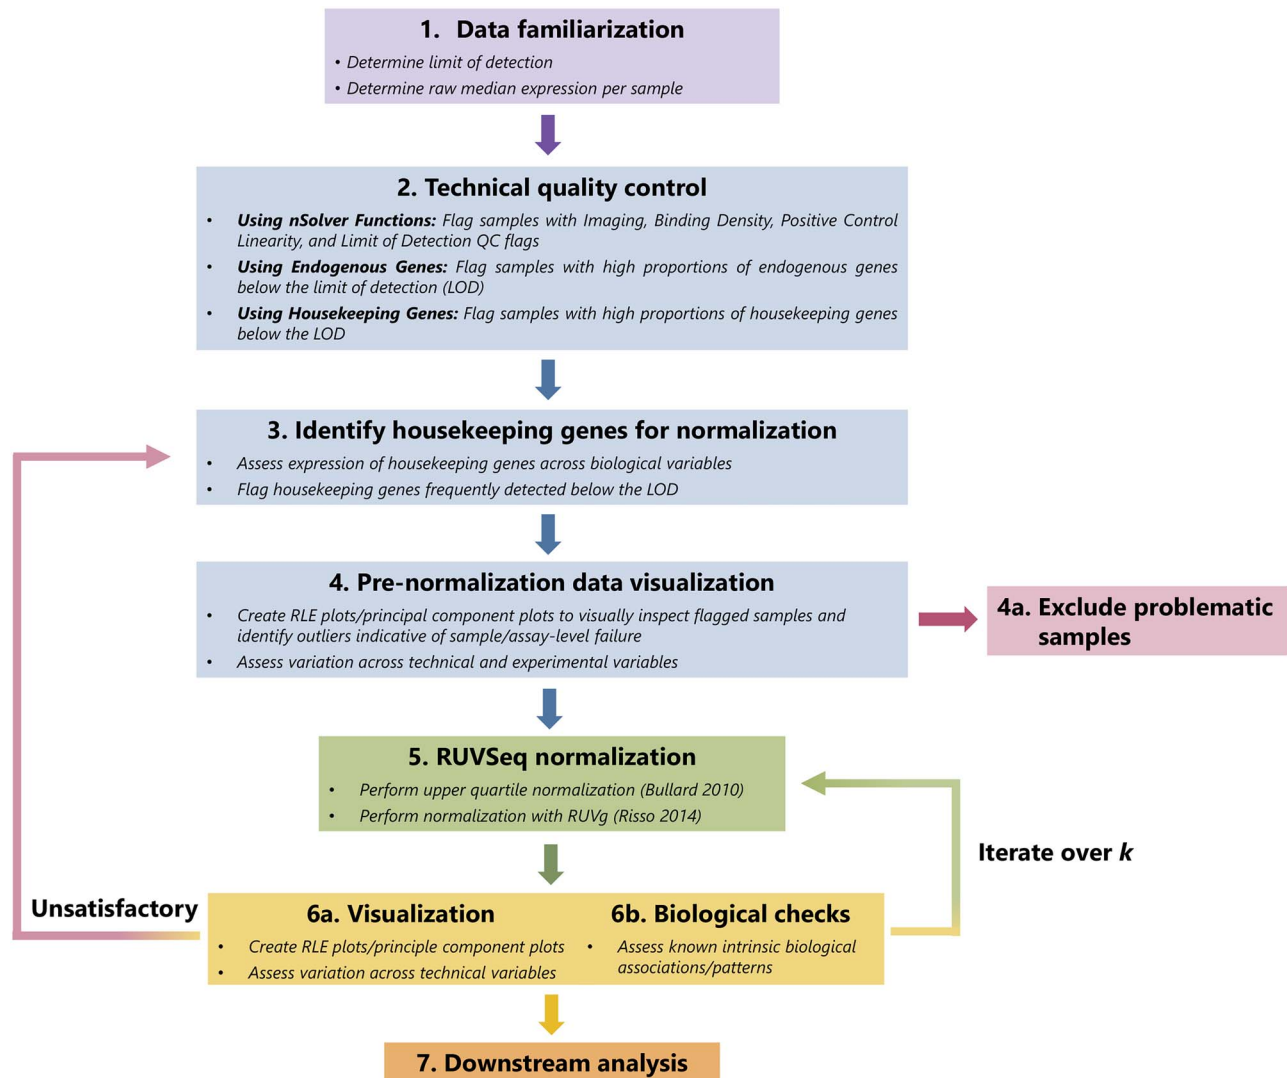 1. Data familiarization
• Determine limit of detection
• Determine raw median expression per sample
2. Technical quality control
• Using nSolver Functions: Flag samples with Imaging, Binding Density, Positive Control
Linearity, and Limit of Detection QC flags
• Using Endogenous Genes: Flag samples with high proportions of endogenous genes
below the limit of detection (LOD)
• Using Housekeeping Genes: Flag samples with high proportions of housekeeping genes
below the LOD
3. Identify housekeeping genes for normalization
• Assess expression of housekeeping genes across biological variables
• Flag housekeeping genes frequently detected below the LOD
4. Pre-normalization data visualization
• Create RLE plots/principal component plots to visually inspect flagged samples and
identify outliers indicative of sample/assay-level failure
• Assess variation across technical and experimental variables
4a. Exclude problematic
samples
5. RUVSeq normalization
• Perform upper quartile normalization (Bullard 2010)
• Perform normalization with RUVg (Risso 2014)
Iterate over k
Unsatisfactory
6a. Visualization
• Create RLE plots/principle component plots
• Assess variation across technical variables
6b. Biological checks
• Assess known intrinsic biological
associations/patterns
7. Downstream analysis